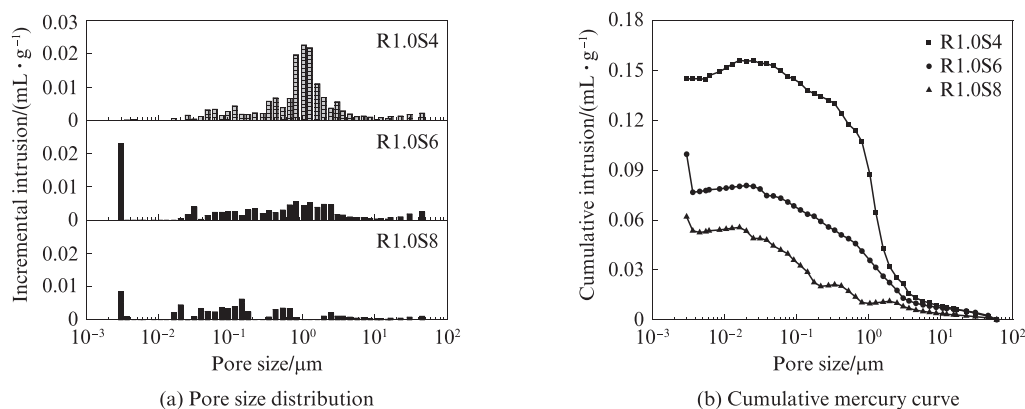 0.03
R1.0S4
0.02
0.01
0
R1.0S6
0.02
0.01
0
R1.0S8
0.02
0.01
0
Incremental intrusion/(mL • g⁻¹)
10⁻³ 10⁻² 10⁻¹ 10⁰ 10¹ 10²
Pore size/μm
(a) Pore size distribution
0.18
0.15
0.12
0.09
0.06
0.03
0
Cumulative intrusion/(mL • g⁻¹)
R1.0S4
R1.0S6
R1.0S8
10⁻³ 10⁻² 10⁻¹ 10⁰ 10¹ 10²
Pore size/μm
(b) Cumulative mercury curve